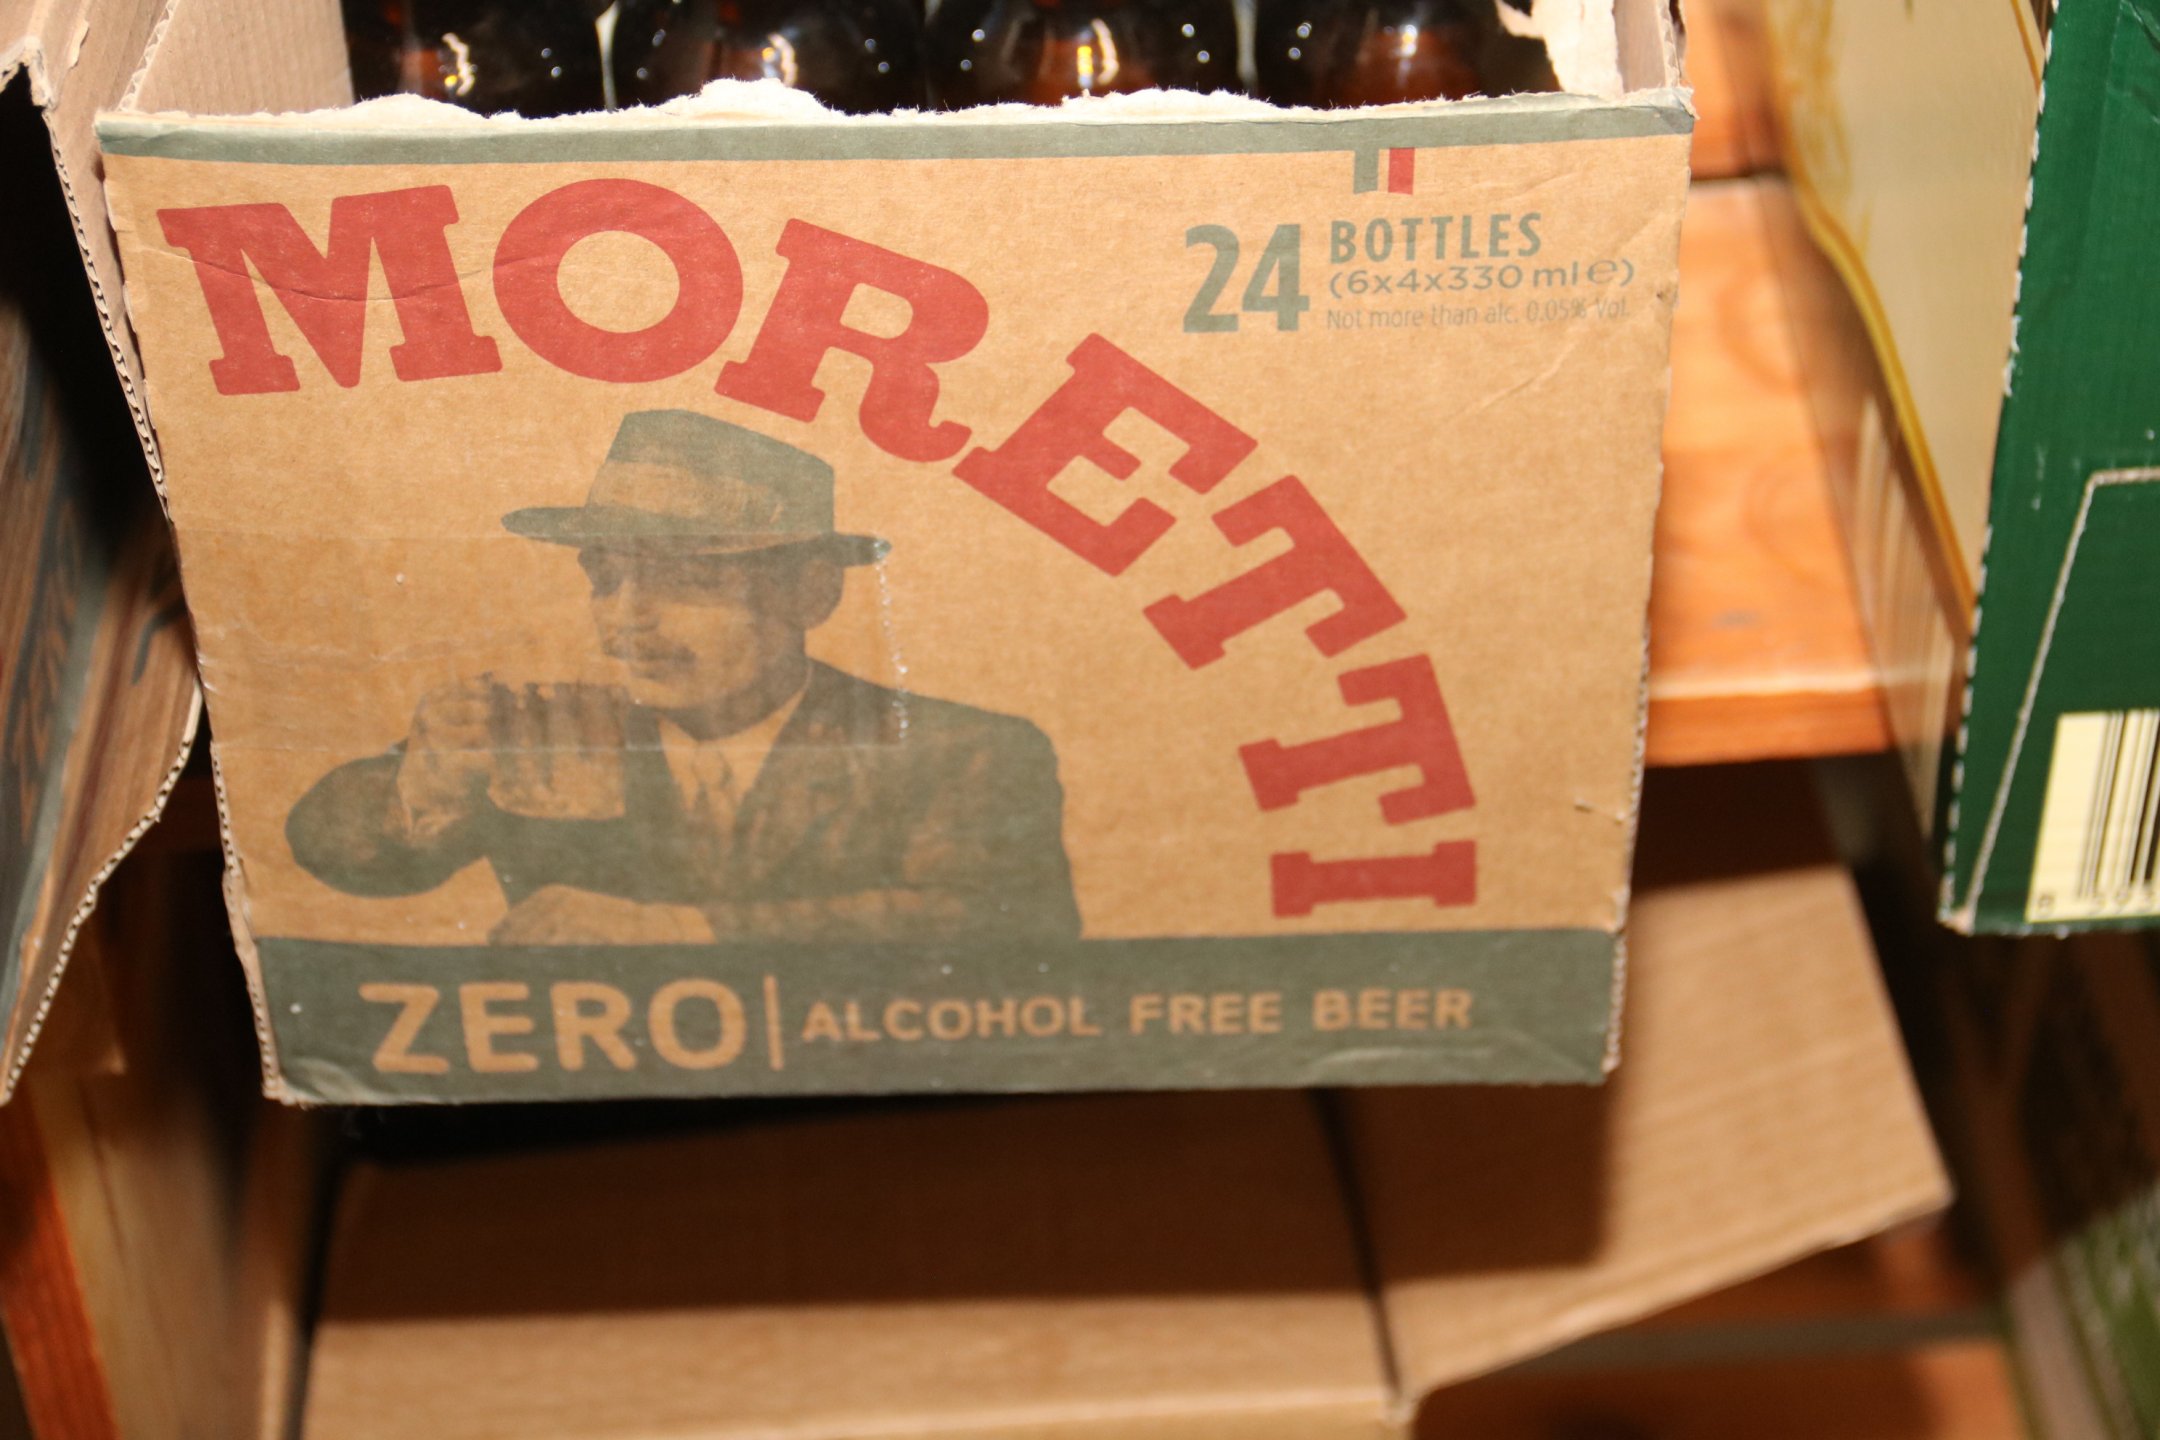 MORETTI
24 BOTTLES
(6x4x330 ml ℮)
Not more than alc. 0.05% Vol.
ZERO | ALCOHOL FREE BEER